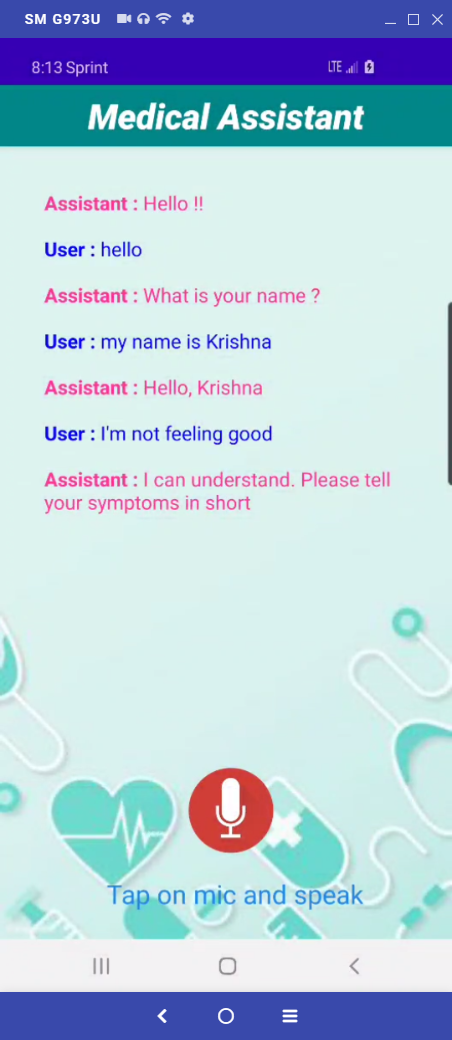 SM G973U
8:13 Sprint LTE
Medical Assistant
Assistant : Hello !!
User : hello
Assistant : What is your name ?
User : my name is Krishna
Assistant : Hello, Krishna
User : I'm not feeling good
Assistant : I can understand. Please tell
your symptoms in short
Tap on mic and speak